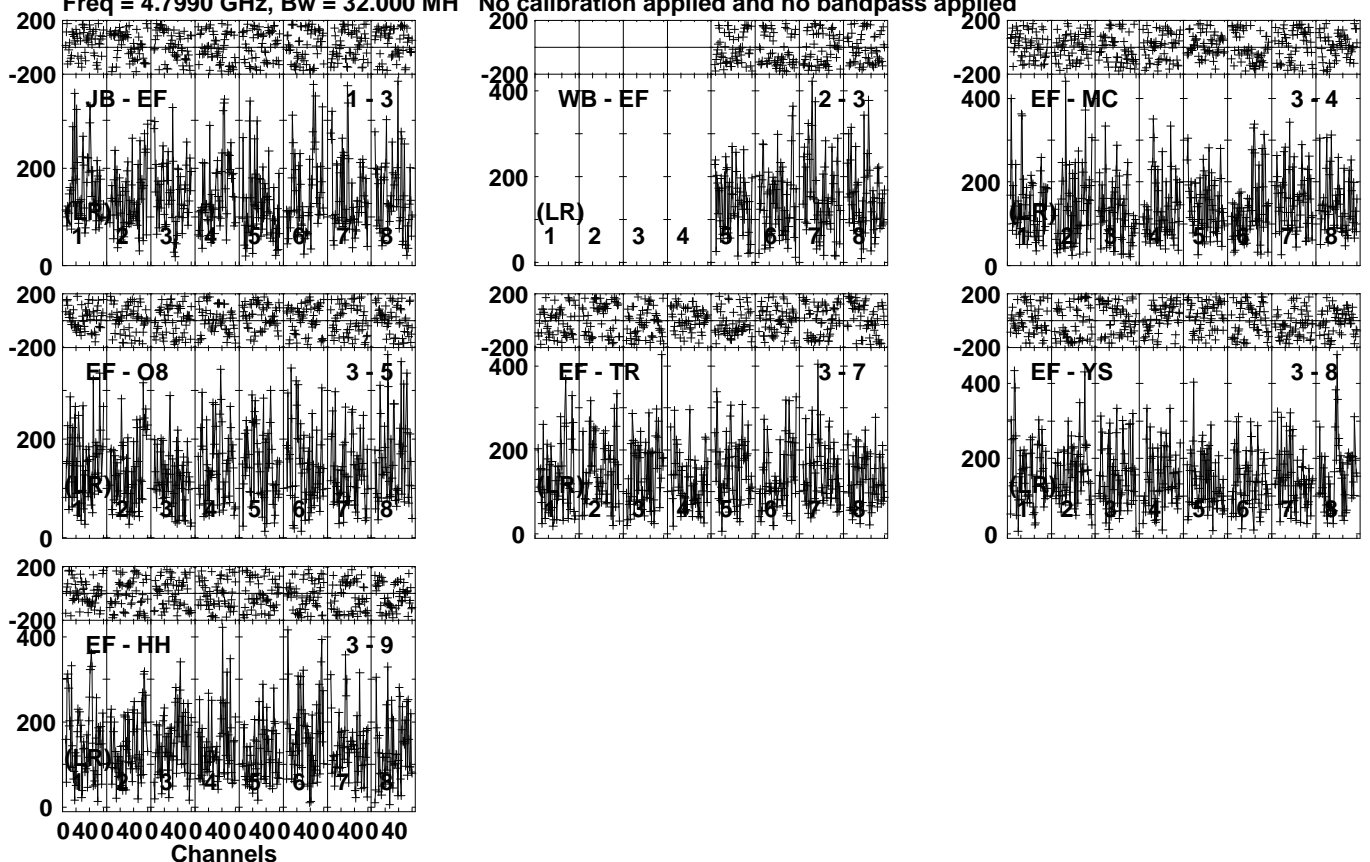 Freq = 4.7990 GHz, Bw = 32.000 MH No calibration applied and no bandpass applied
200
-200
JB - EF 1 - 3
200
0
(LR)
1 2 3 4 5 6 7 8
200
-200
400
WB - EF 2 - 3
200
0
(LR)
1 2 3 4 5 6 7 8
200
-200
400
EF - MC 3 - 4
200
0
(LR)
1 2 3 4 5 6 7 8
200
-200
EF - O8 3 - 5
200
0
(LR)
1 2 3 4 5 6 7 8
200
-200
400
EF - TR 3 - 7
200
0
(LR)
1 2 3 4 5 6 7 8
200
-200
400
EF - YS 3 - 8
200
0
(LR)
1 2 3 4 5 6 7 8
200
-200
400
EF - HH 3 - 9
200
0
(LR)
1 2 3 4 5 6 7 8
0 40 0 40 0 40 0 40 0 40 0 40 0 40 0 40
Channels